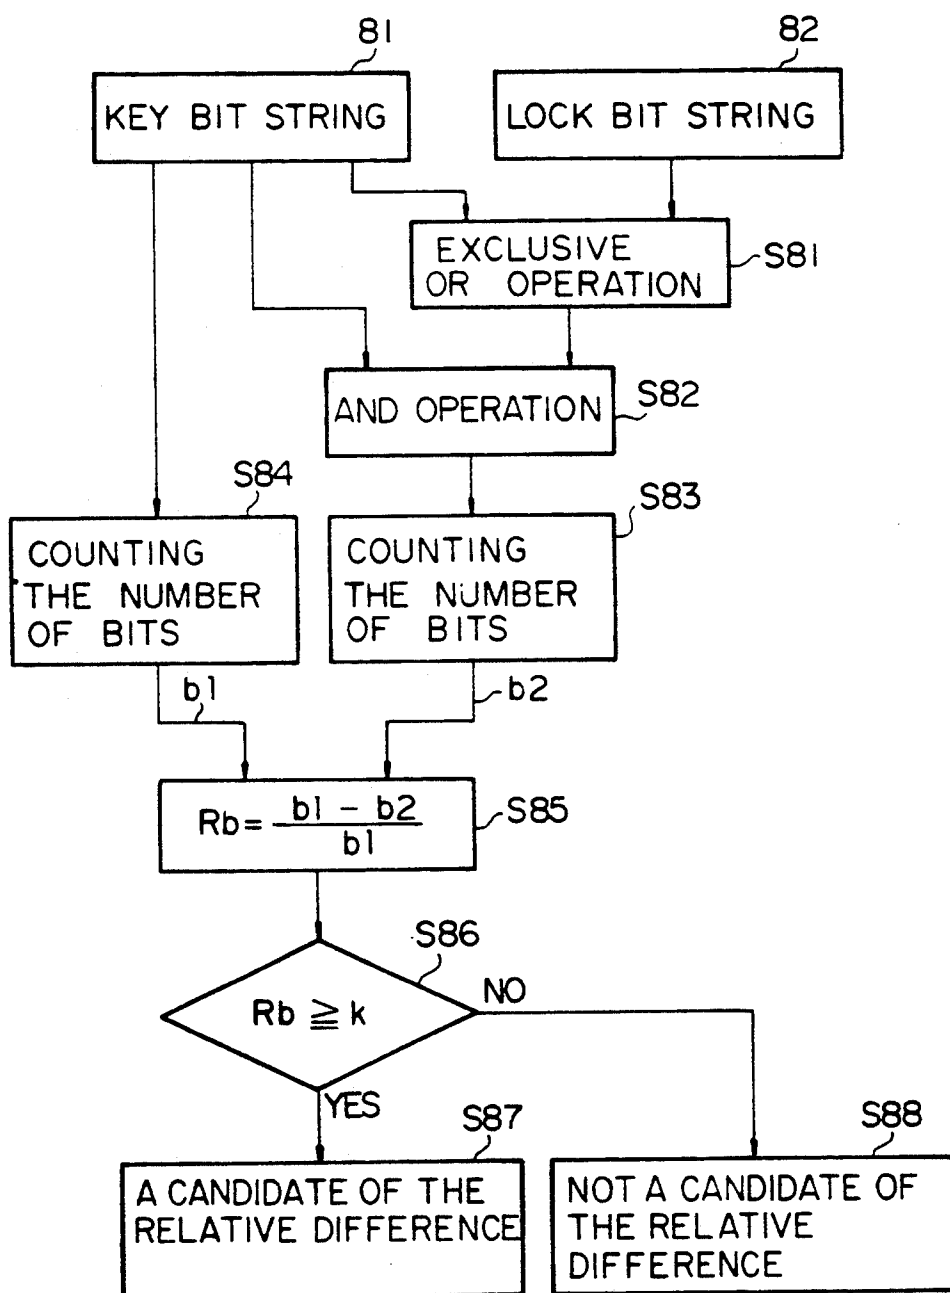 81
82
KEY BIT STRING
LOCK BIT STRING
EXCLUSIVE
OR OPERATION
S81
AND OPERATION
S82
S84
S83
COUNTING
THE NUMBER
OF BITS
COUNTING
THE NUMBER
OF BITS
b1
b2
Rb = b1 - b2 / b1
S85
S86
Rb ≧ k
NO
YES
S87
S88
A CANDIDATE OF THE
RELATIVE DIFFERENCE
NOT A CANDIDATE OF
THE RELATIVE
DIFFERENCE